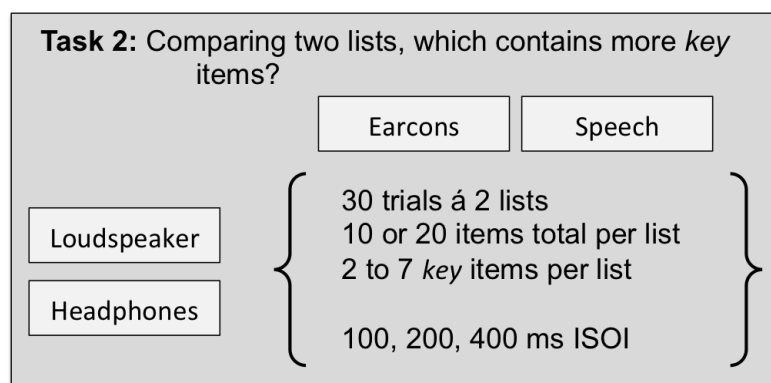 Task 2: Comparing two lists, which contains more key
items?
Earcons
Speech
30 trials á 2 lists
10 or 20 items total per list
2 to 7 key items per list
100, 200, 400 ms ISOI
Loudspeaker
Headphones